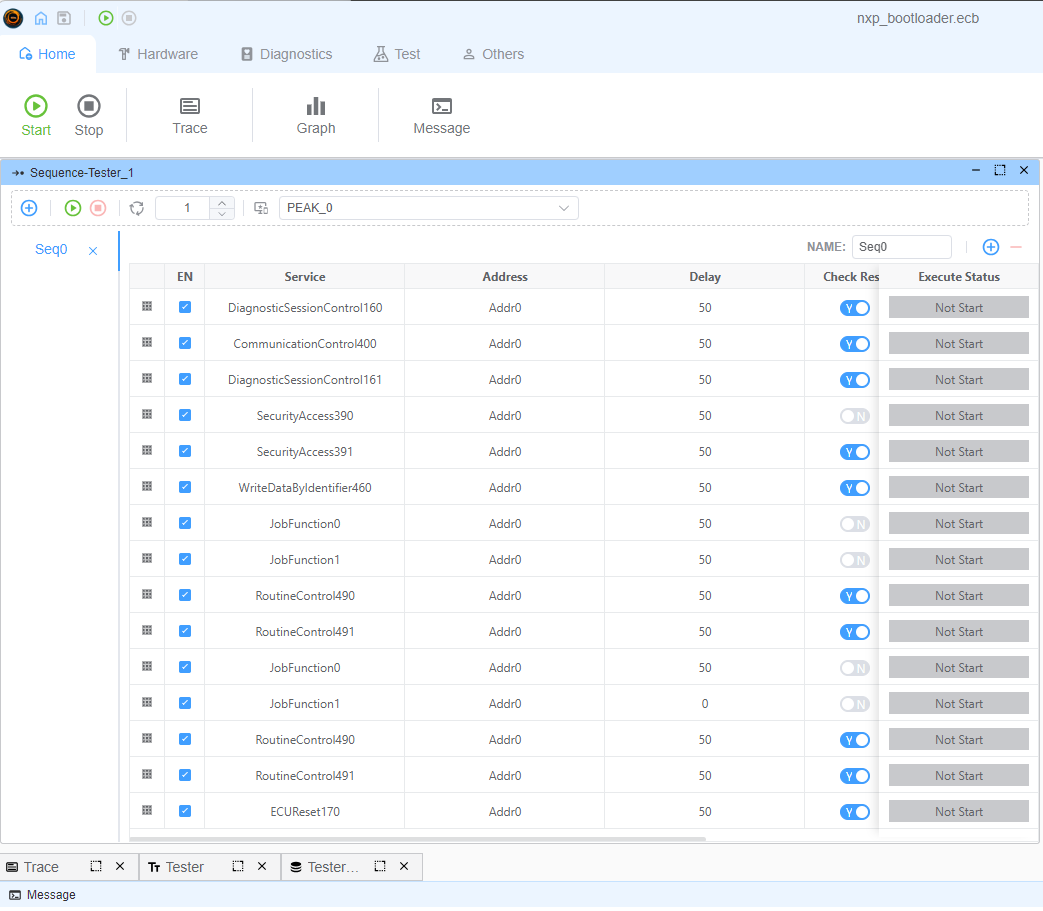 nxp_bootloader.ecb
Home Hardware Diagnostics Test Others
Start Stop Trace Graph Message
Sequence-Tester_1
1 PEAK_0
Seq0 NAME: Seq0
EN Service Address Delay Check Res Execute Status
DiagnosticSessionControl160 Addr0 50 Y Not Start
CommunicationControl400 Addr0 50 Y Not Start
DiagnosticSessionControl161 Addr0 50 Y Not Start
SecurityAccess390 Addr0 50 N Not Start
SecurityAccess391 Addr0 50 Y Not Start
WriteDataByIdentifier460 Addr0 50 Y Not Start
JobFunction0 Addr0 50 N Not Start
JobFunction1 Addr0 50 N Not Start
RoutineControl490 Addr0 50 Y Not Start
RoutineControl491 Addr0 50 Y Not Start
JobFunction0 Addr0 50 N Not Start
JobFunction1 Addr0 0 N Not Start
RoutineControl490 Addr0 50 Y Not Start
RoutineControl491 Addr0 50 Y Not Start
ECUReset170 Addr0 50 Y Not Start
Trace Tester Tester...
Message